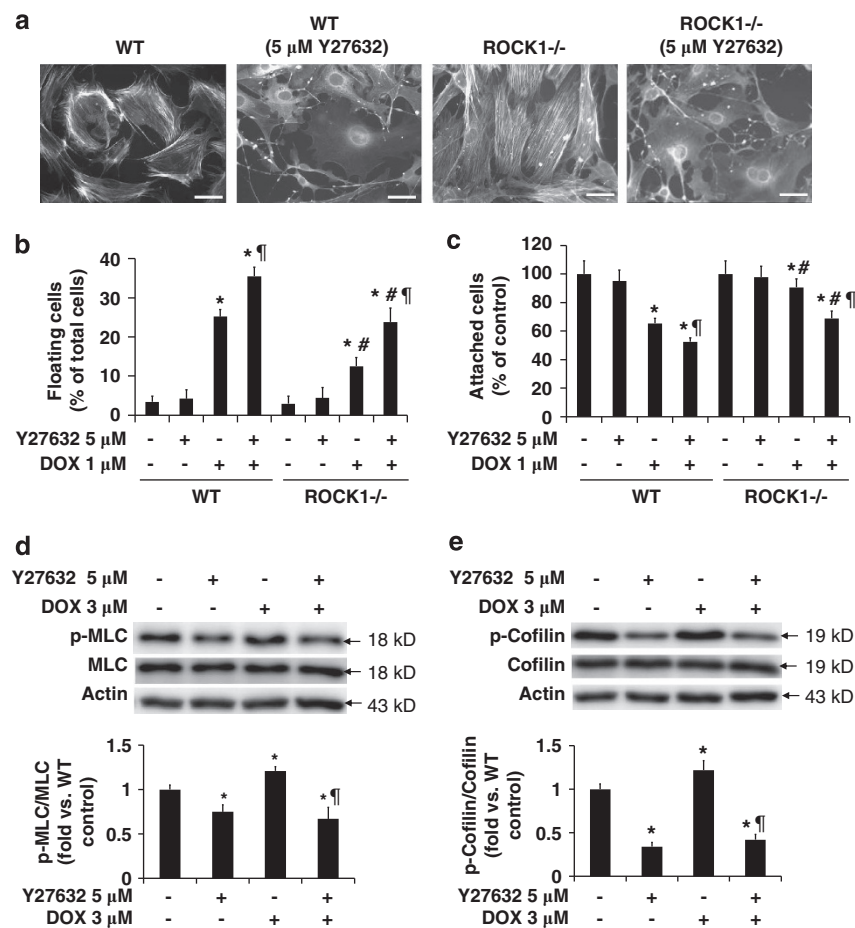 a
WT
WT
(5 μM Y27632)
ROCK1-/-
ROCK1-/-
(5 μM Y27632)
b
Floating cells
(% of total cells)
40
30
20
10
0
*
* ¶
* #
* # ¶
Y27632 5 μM - + - + - + - +
DOX 1 μM - - + + - - + +
WT ROCK1-/-
c
Attached cells
(% of control)
120
100
80
60
40
20
0
*
* ¶
* #
* # ¶
Y27632 5 μM - + - + - + - +
DOX 1 μM - - + + - - + +
WT ROCK1-/-
d
Y27632 5 μM - + - +
DOX 3 μM - - + +
p-MLC 18 kD
MLC 18 kD
Actin 43 kD
p-MLC/MLC
(fold vs. WT
control)
1.5
1
0.5
0
*
*
* ¶
Y27632 5 μM - + - +
DOX 3 μM - - + +
e
Y27632 5 μM - + - +
DOX 3 μM - - + +
p-Cofilin 19 kD
Cofilin 19 kD
Actin 43 kD
p-Cofilin/Cofilin
(fold vs. WT
control)
1.5
1
0.5
0
*
*
* ¶
Y27632 5 μM - + - +
DOX 3 μM - - + +